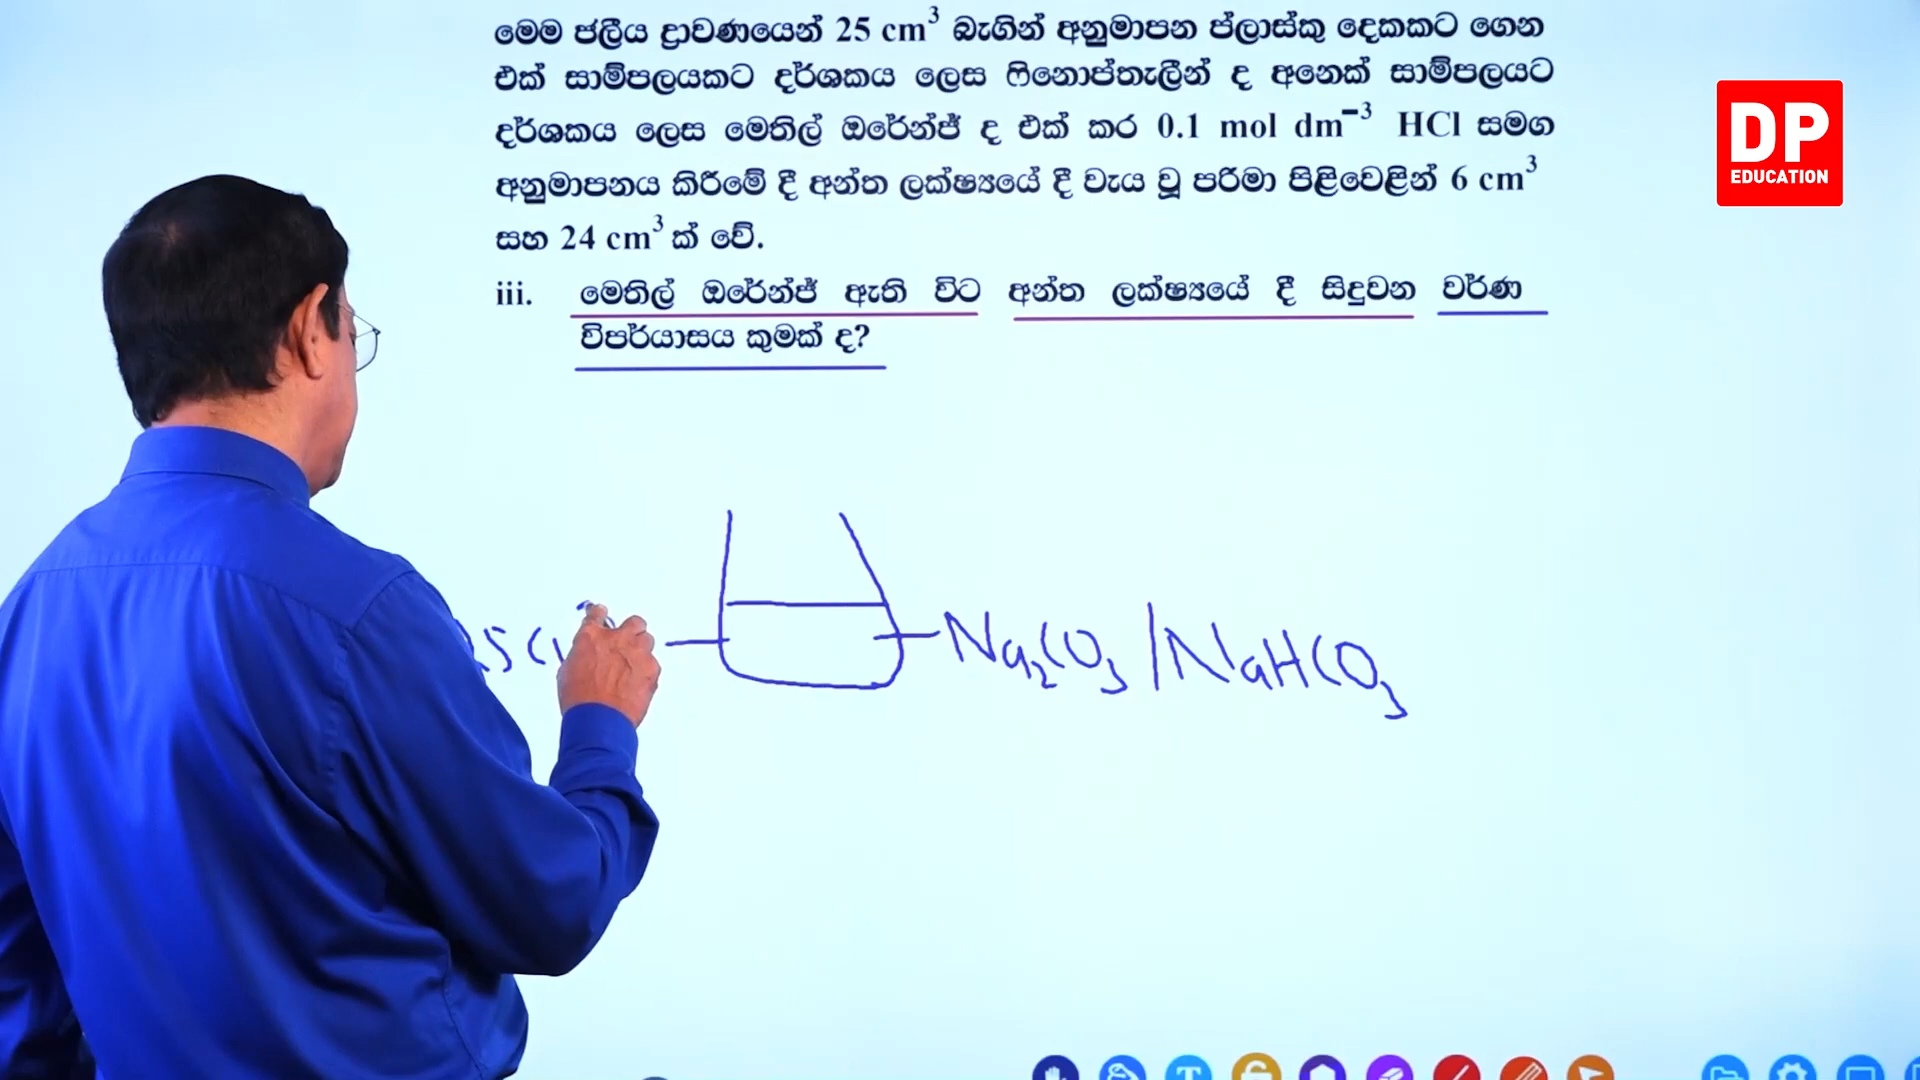 මෙම ජලීය ද්‍රාවණයෙන් 25 cm³ බැගින් අනුමාපන ප්ලාස්කු දෙකකට ගෙන
එක් සාම්පලයකට දර්ශකය ලෙස ෆිනොප්තැලීන් ද අනෙක් සාම්පලයට
දර්ශකය ලෙස මෙතිල් ඔරේන්ජ් ද එක් කර 0.1 mol dm⁻³ HCl සමග
අනුමාපනය කිරීමේ දී අන්ත ලක්ෂ්‍යයේ දී වැය වූ පරිමා පිළිවෙළින් 6 cm³
සහ 24 cm³ ක් වේ.
iii. මෙතිල් ඔරේන්ජ් ඇති විට අන්ත ලක්ෂ්‍යයේ දී සිදුවන වර්ණ
විපර්යාසය කුමක් ද?
DP
EDUCATION
Na₂CO₃ / NaHCO₃